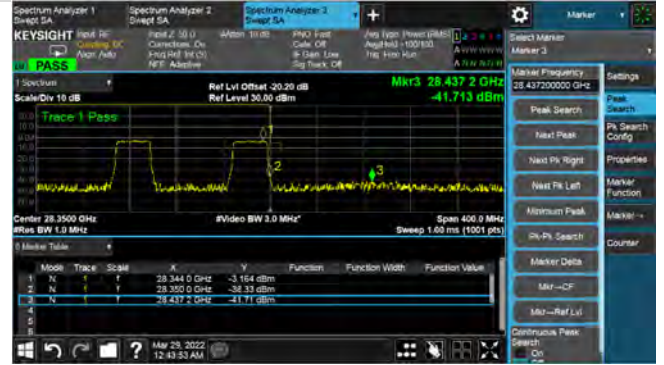 Spectrum Analyzer 1
Swept SA
Spectrum Analyzer 2
Swept SA
Spectrum Analyzer 3
Swept SA
+
Marker
KEYSIGHT
Input: RF
Coupling: DC
Align: Auto
Input Z: 50 Ω
Corrections: On
Freq Ref: Int (S)
NFE: Adaptive
Atten: 10 dB
PNO: Fast
Gate: Off
IF Gain: Low
Sig Track: Off
Avg Type: Power (RMS)
Avg|Hold: >100/100
Trig: Free Run
PASS
Select Marker
Marker 3
1 Spectrum
Scale/Div 10 dB
Ref Lvl Offset -20.20 dB
Ref Level 30.00 dBm
Mkr3 28.437 2 GHz
-41.713 dBm
Trace 1 Pass
1
2
3
Center 28.3500 GHz
#Res BW 1.0 MHz
#Video BW 3.0 MHz*
Span 400.0 MHz
Sweep 1.00 ms (1001 pts)
Marker Table
Mode Trace Scale X Y Function Function Width Function Value
1 N 1 f 28.344 0 GHz -3.164 dBm
2 N 1 f 28.350 0 GHz -38.33 dBm
3 N 1 f 28.437 2 GHz -41.71 dBm
4
5
6
Marker Frequency
28.437200000 GHz
Peak Search
Next Peak
Next Pk Right
Next Pk Left
Minimum Peak
Pk-Pk Search
Marker Delta
Mkr→CF
Mkr→Ref Lvl
Continuous Peak
Search
On
Off
Settings
Peak
Search
Pk Search
Config
Properties
Marker
Function
Marker→
Counter
?
Mar 29, 2022
12:43:53 AM